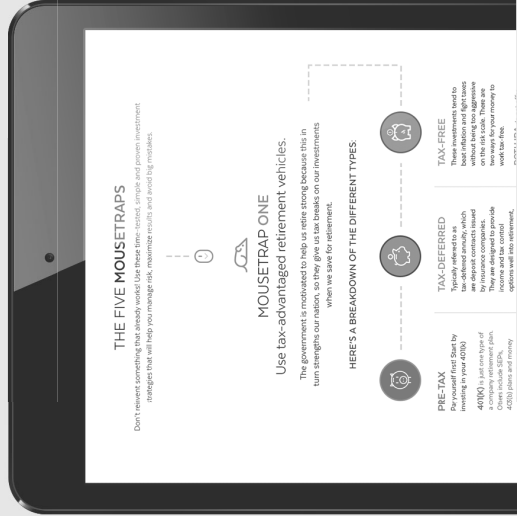 THE FIVE MOUSETRAPS
Don't reinvent something that already works! Use these time-tested, simple and proven investment
strategies that will help you manage risk, maximize results and avoid big mistakes.
MOUSETRAP ONE
Use tax-advantaged retirement vehicles.
The government is motivated to help us retire strong because this in
turn strengths our nation, so they give us tax breaks on our investments
when we save for retirement.
HERE'S A BREAKDOWN OF THE DIFFERENT TYPES:
PRE-TAX
Pay yourself first! Start by
investing in your 401(k)
401(K) is just one type of
a company retirement plan.
Others include SEPs,
403(b) plans and money
TAX-DEFERRED
Typically referred to as
tax-deferred annuity, which
are deposit contracts issued
by insurance companies.
They are designed to provide
income and tax control
options well into retirement,
TAX-FREE
These investments tend to
beat inflation and fight taxes
without being too aggressive
on the risk scale. There are
two ways for your money to
work tax-free.